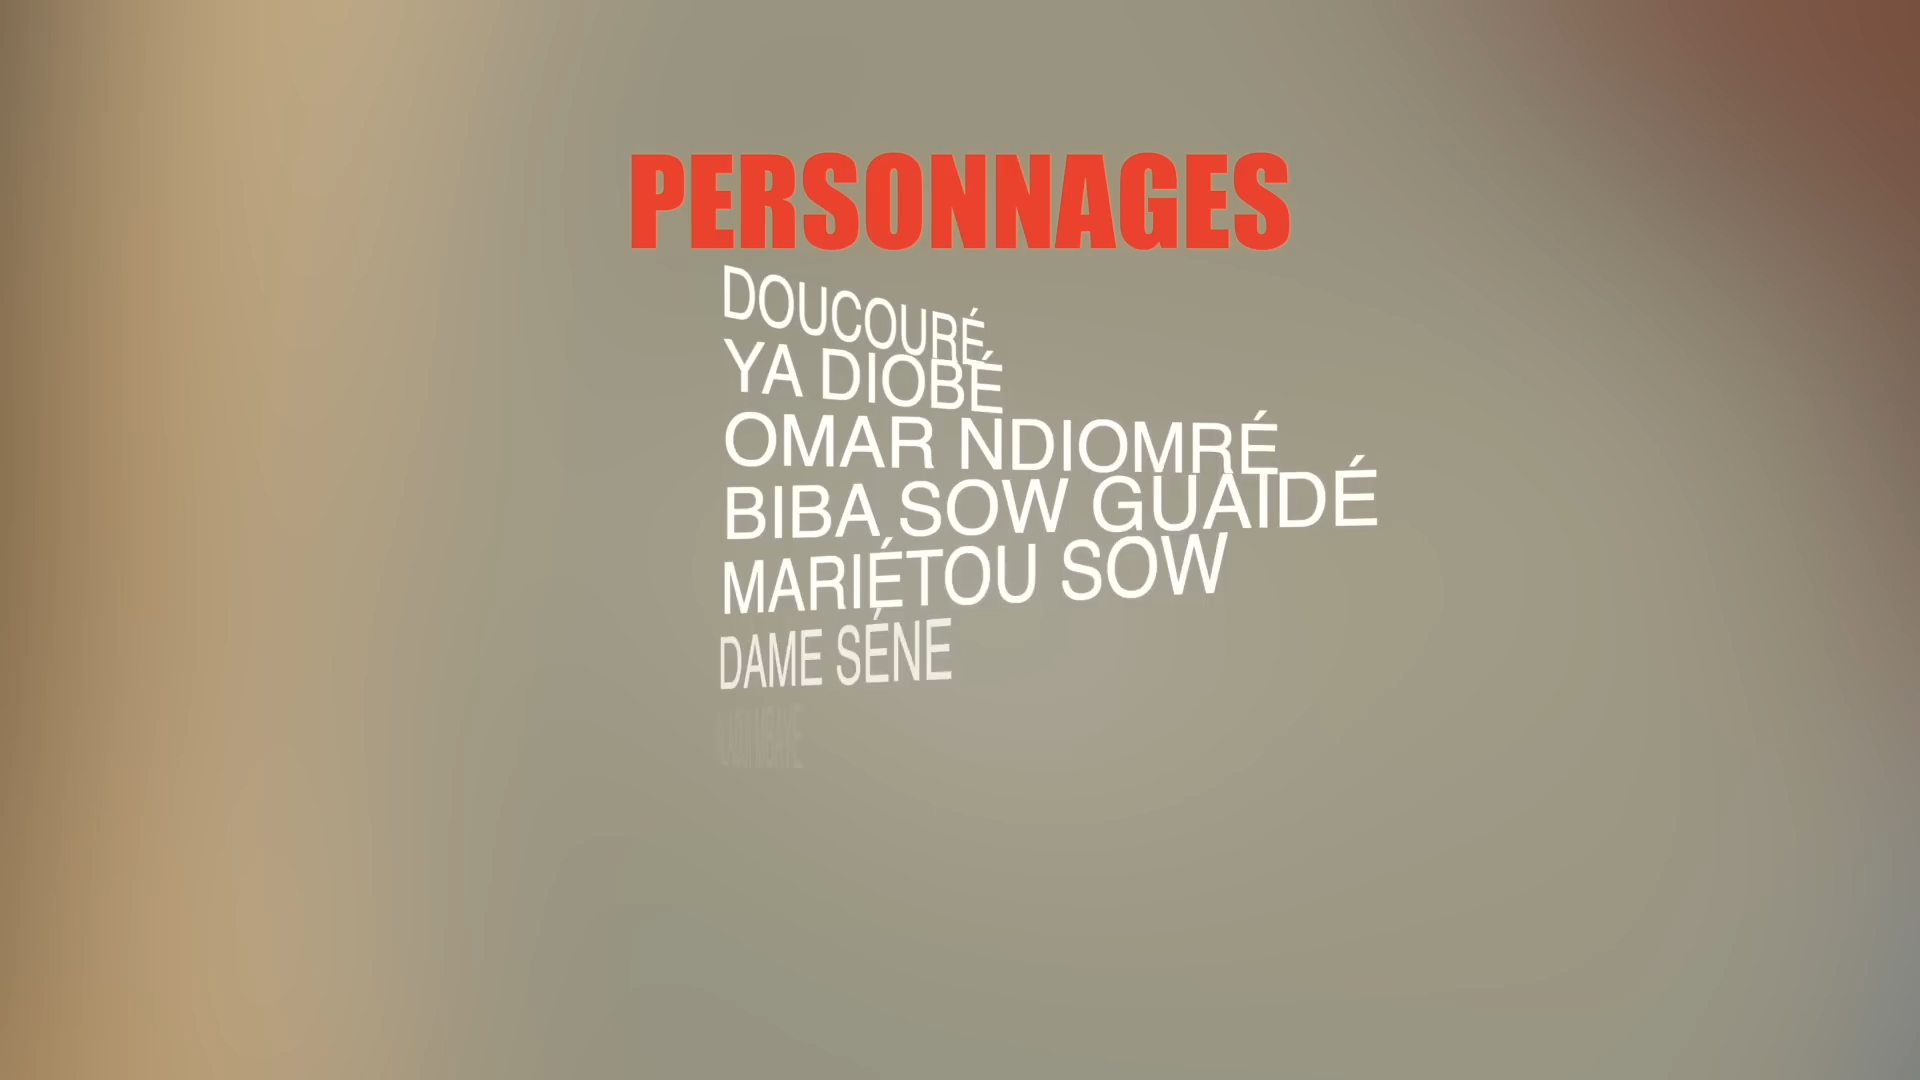 PERSONNAGES
DOUCOURÉ
YA DIOBÉ
OMAR NDIOMRÉ
BIBA SOW GUAIDÉ
MARIÉTOU SOW
DAME SÉNE